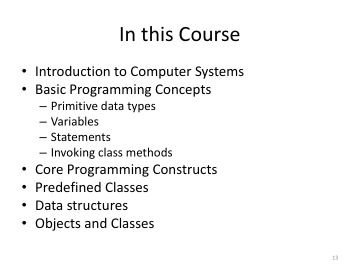 In this Course
• Introduction to Computer Systems
• Basic Programming Concepts
– Primitive data types
– Variables
– Statements
– Invoking class methods
• Core Programming Constructs
• Predefined Classes
• Data structures
• Objects and Classes
13